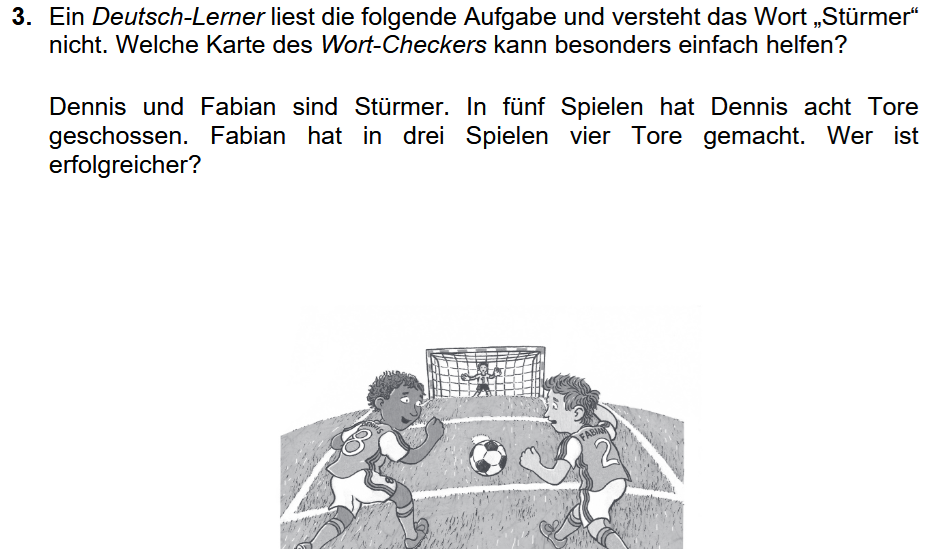 3. Ein Deutsch-Lerner liest die folgende Aufgabe und versteht das Wort „Stürmer“
nicht. Welche Karte des Wort-Checkers kann besonders einfach helfen?
Dennis und Fabian sind Stürmer. In fünf Spielen hat Dennis acht Tore
geschossen. Fabian hat in drei Spielen vier Tore gemacht. Wer ist
erfolgreicher?
DENNIS
8
FABIAN
2